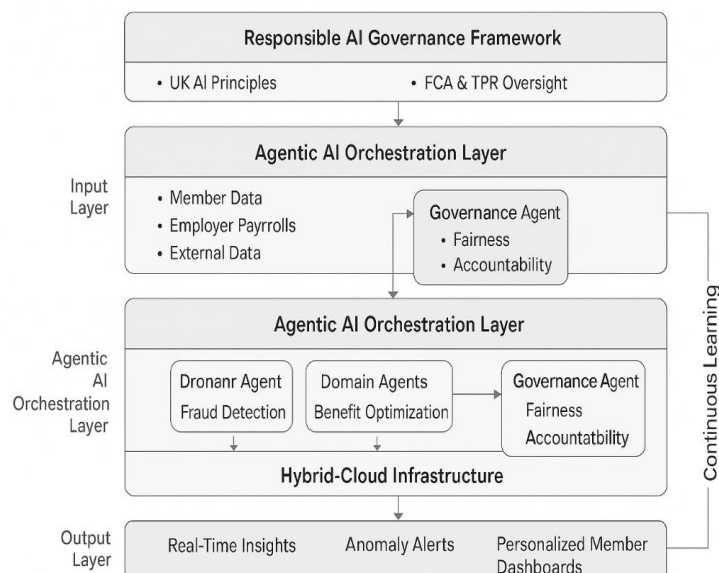 Responsible AI Governance Framework
• UK AI Principles
• FCA & TPR Oversight
Agentic AI Orchestration Layer
Input
Layer
• Member Data
• Employer Payrrolls
• External Data
Governance Agent
• Fairness
• Accountability
Agentic AI Orchestration Layer
Agentic
AI
Orchestration
Layer
Dronanr Agent
Fraud Detection
Domain Agents
Benefit Optimization
Governance Agent
Fairness
Accountatbility
Hybrid-Cloud Infrastructure
Output
Layer
Real-Time Insights
Anomaly Alerts
Personalized Member
Dashboards
Continuous Learning